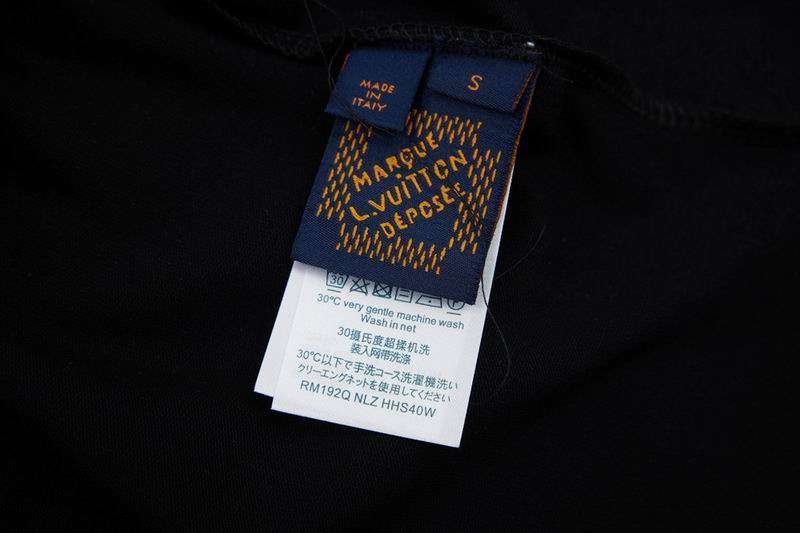 MADE
IN
ITALY
S
MARQUE
L.VUITTON
DÉPOSÉE
30
30°C very gentle machine wash
Wash in net
30摄氏度超揉机洗
装入网带洗涤
30°C以下で手洗コース洗濯機洗い
クリーエングネットを使用してください
RM192Q NLZ HHS40W